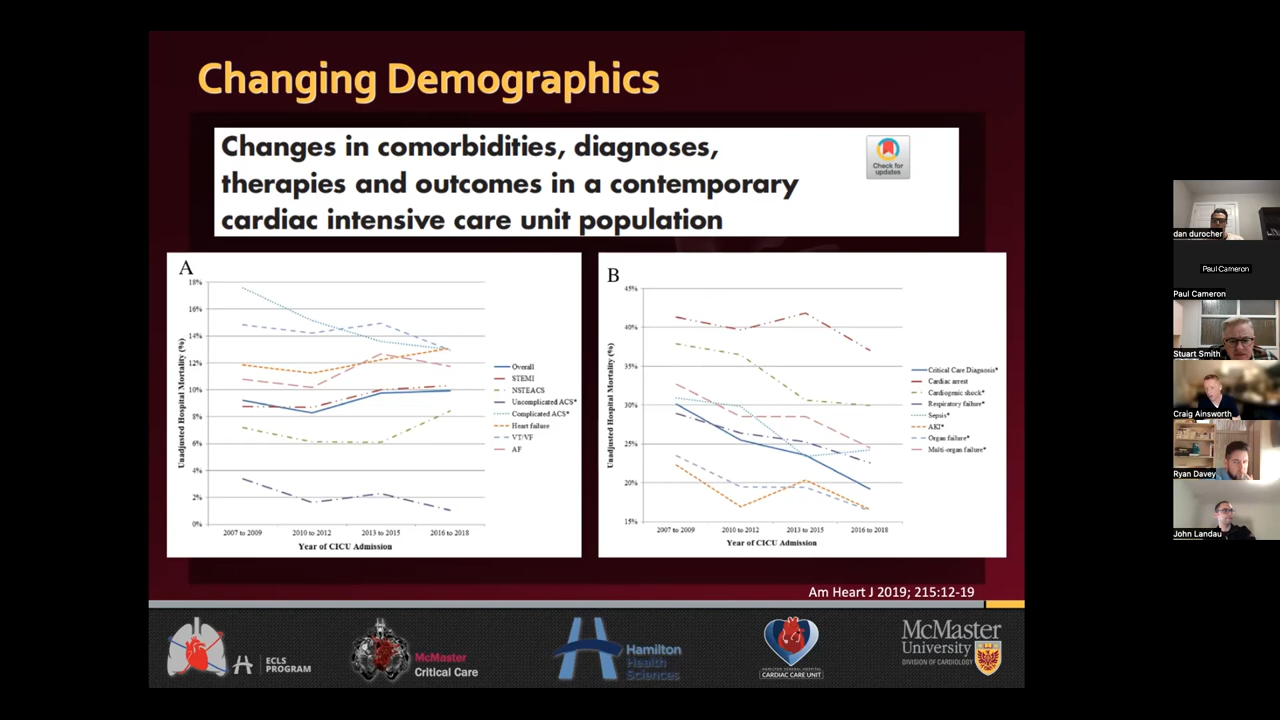 Changing Demographics
Changes in comorbidities, diagnoses,
therapies and outcomes in a contemporary
cardiac intensive care unit population
Check for
updates
A
Unadjusted Hospital Mortality (%)
18%
16%
14%
12%
10%
8%
6%
4%
2%
0%
2007 to 2009
2010 to 2012
2013 to 2015
2016 to 2018
Year of CICU Admission
Overall
STEMI
NSTEACS
Uncomplicated ACS*
Complicated ACS*
Heart failure
VT/VF
AF
B
Unadjusted Hospital Mortality (%)
45%
40%
35%
30%
25%
20%
15%
2007 to 2009
2010 to 2012
2013 to 2015
2016 to 2018
Year of CICU Admission
Critical Care Diagnosis*
Cardiac arrest
Cardiogenic shock*
Respiratory failure*
Sepsis*
AKI*
Organ failure*
Multi-organ failure*
Am Heart J 2019; 215:12-19
ECLS
PROGRAM
McMaster
Critical Care
Hamilton
Health
Sciences
HAMILTON GENERAL HOSPITAL
CARDIAC CARE UNIT
McMaster
University
DIVISION OF CARDIOLOGY
dan durocher
Paul Cameron
Paul Cameron
Stuart Smith
Craig Ainsworth
Ryan Davey
John Landau